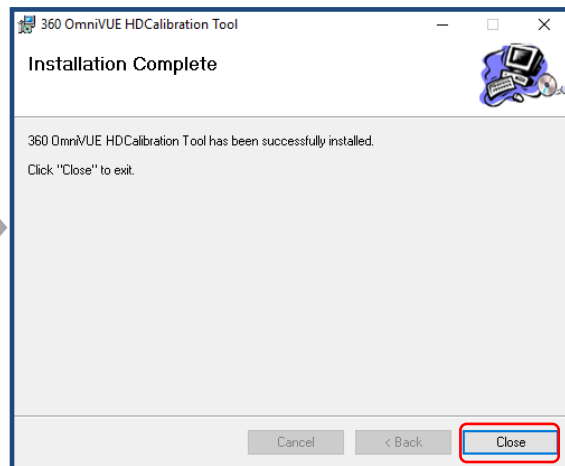 360 OmniVUE HDCalibration Tool
Installation Complete
360 OmniVUE HDCalibration Tool has been successfully installed.
Click "Close" to exit.
Cancel
< Back
Close